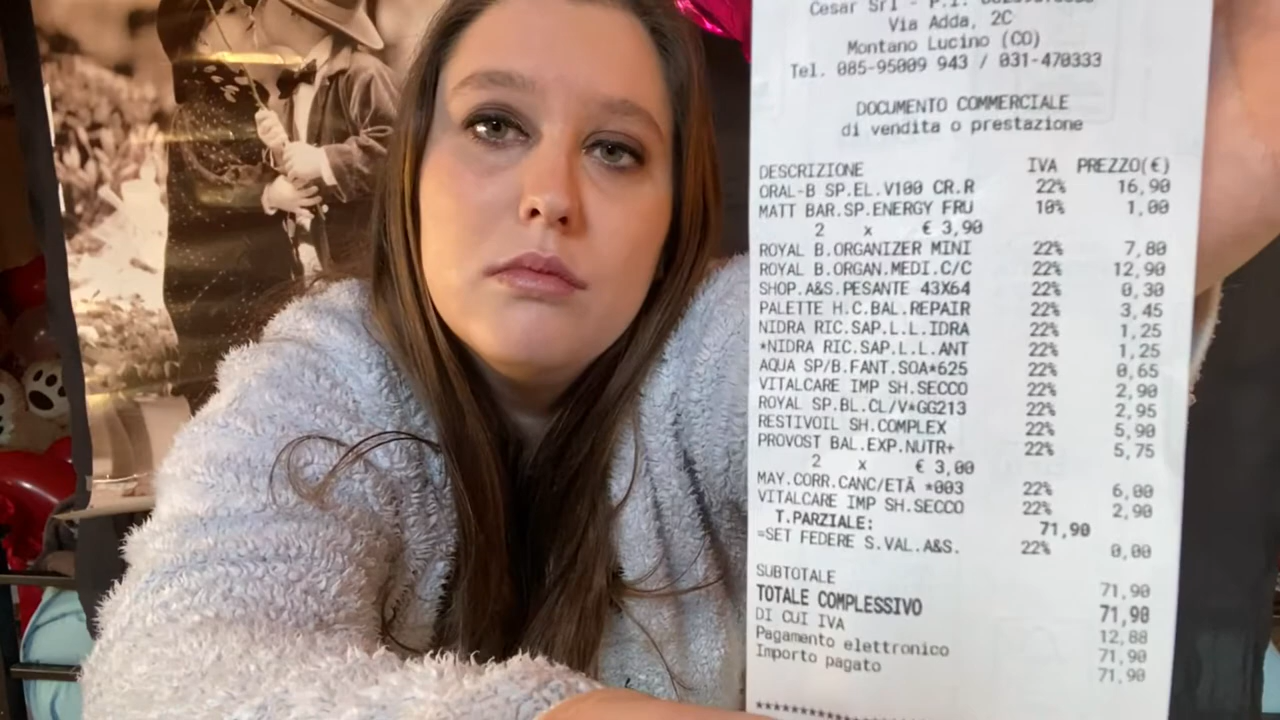 Cesar Srl - P.I.
Via Adda, 2C
Montano Lucino (CO)
Tel. 085-95009 943 / 031-470333
DOCUMENTO COMMERCIALE
di vendita o prestazione
DESCRIZIONE IVA PREZZO(€)
ORAL-B SP.EL.V100 CR.R 22% 16,90
MATT BAR.SP.ENERGY FRU 10% 1,00
2 x € 3,90
ROYAL B.ORGANIZER MINI 22% 7,80
ROYAL B.ORGAN.MEDI.C/C 22% 12,90
SHOP.A&S.PESANTE 43X64 22% 0,30
PALETTE H.C.BAL.REPAIR 22% 3,45
NIDRA RIC.SAP.L.L.IDRA 22% 1,25
*NIDRA RIC.SAP.L.L.ANT 22% 1,25
AQUA SP/B.FANT.SOA*625 22% 0,65
VITALCARE IMP SH.SECCO 22% 2,90
ROYAL SP.BL.CL/V*GG213 22% 2,95
RESTIVOIL SH.COMPLEX 22% 5,90
PROVOST BAL.EXP.NUTR+ 22% 5,75
2 x € 3,00
MAY.CORR.CANC/ETÀ *003 22% 6,00
VITALCARE IMP SH.SECCO 22% 2,90
T.PARZIALE: 71,90
=SET FEDERE S.VAL.A&S. 22% 0,00
SUBTOTALE 71,90
TOTALE COMPLESSIVO 71,90
DI CUI IVA 12,88
Pagamento elettronico 71,90
Importo pagato 71,90